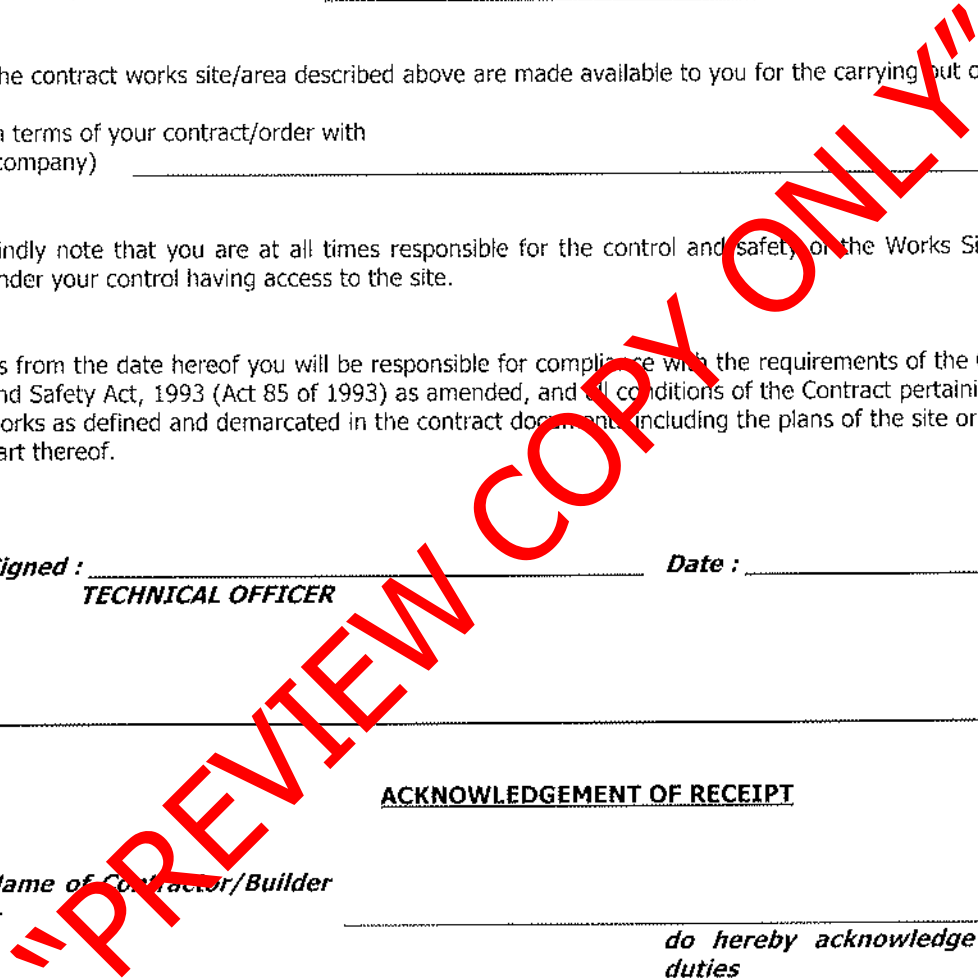 he contract works site/area described above are made available to you for the carrying out o
terms of your contract/order with
company)
indly note that you are at all times responsible for the control and safety of the Works Si
nder your control having access to the site.
s from the date hereof you will be responsible for compliance with the requirements of the
nd Safety Act, 1993 (Act 85 of 1993) as amended, and all conditions of the Contract pertaini
orks as defined and demarcated in the contract documents including the plans of the site or
art thereof.
igned : Date :
TECHNICAL OFFICER
ACKNOWLEDGEMENT OF RECEIPT
ame of Contractor/Builder
do hereby acknowledge
duties
“PREVIEW COPY ONLY”